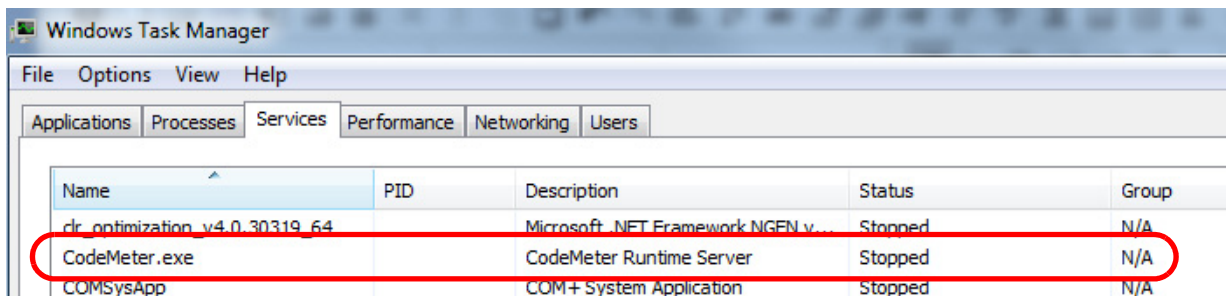 Windows Task Manager
File Options View Help
Applications Processes Services Performance Networking Users
Name PID Description Status Group
clr_optimization_v4.0.30319_64 Microsoft .NET Framework NGEN v... Stopped N/A
CodeMeter.exe CodeMeter Runtime Server Stopped N/A
COMSysApp COM+ System Application Stopped N/A